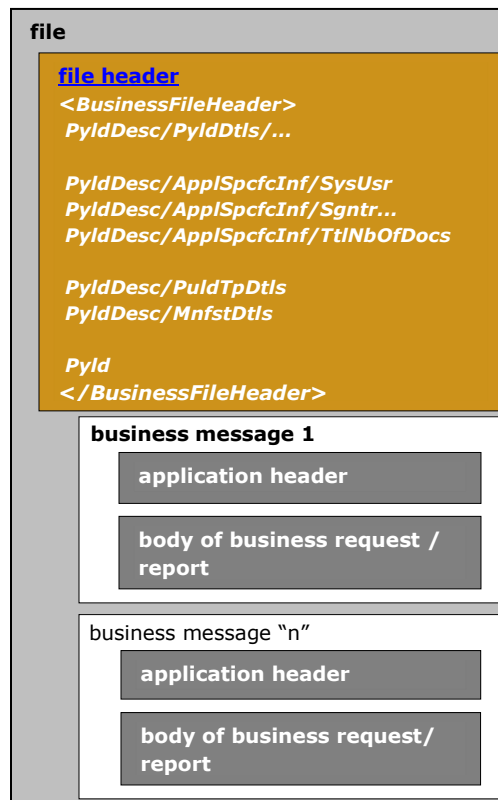 file
file header
<BusinessFileHeader>
PyldDesc/PyldDtls/...
PyldDesc/ApplSpcfcInf/SysUsr
PyldDesc/ApplSpcfcInf/Sgntr...
PyldDesc/ApplSpcfcInf/TtlNbOfDocs
PyldDesc/PuldTpDtls
PyldDesc/MnfstDtls
Pyld
</BusinessFileHeader>
business message 1
application header
body of business request /
report
business message “n”
application header
body of business request/
report